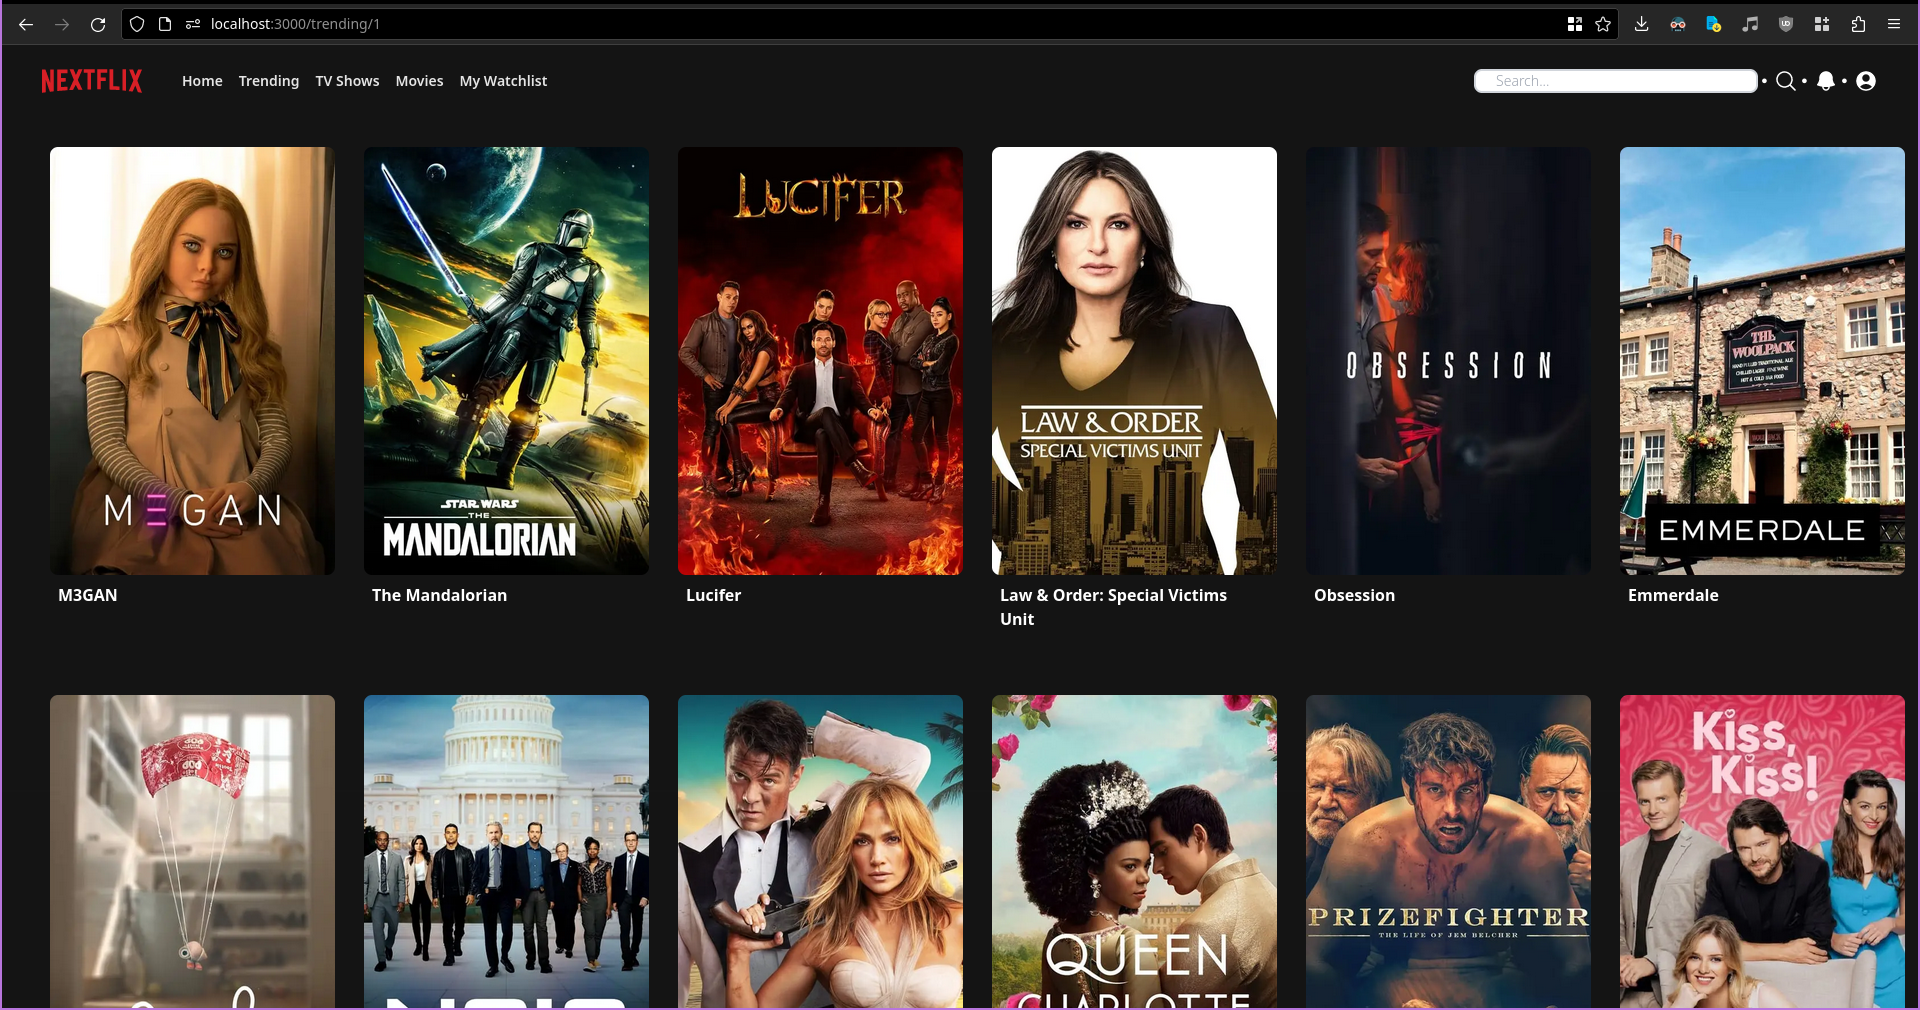 localhost:3000/trending/1
NEXTFLIX
Home
Trending
TV Shows
Movies
My Watchlist
Search...
MEGAN
STAR WARS
THE
MANDALORIAN
LUCIFER
LAW & ORDER
SPECIAL VICTIMS UNIT
OBSESSION
THE
WOOLPACK
EMMERDALE
M3GAN
The Mandalorian
Lucifer
Law & Order: Special Victims
Unit
Obsession
Emmerdale
QUEEN
CHARLOTTE
PRIZEFIGHTER
THE LIFE OF JEM BELCHER
Kiss,
Kiss!